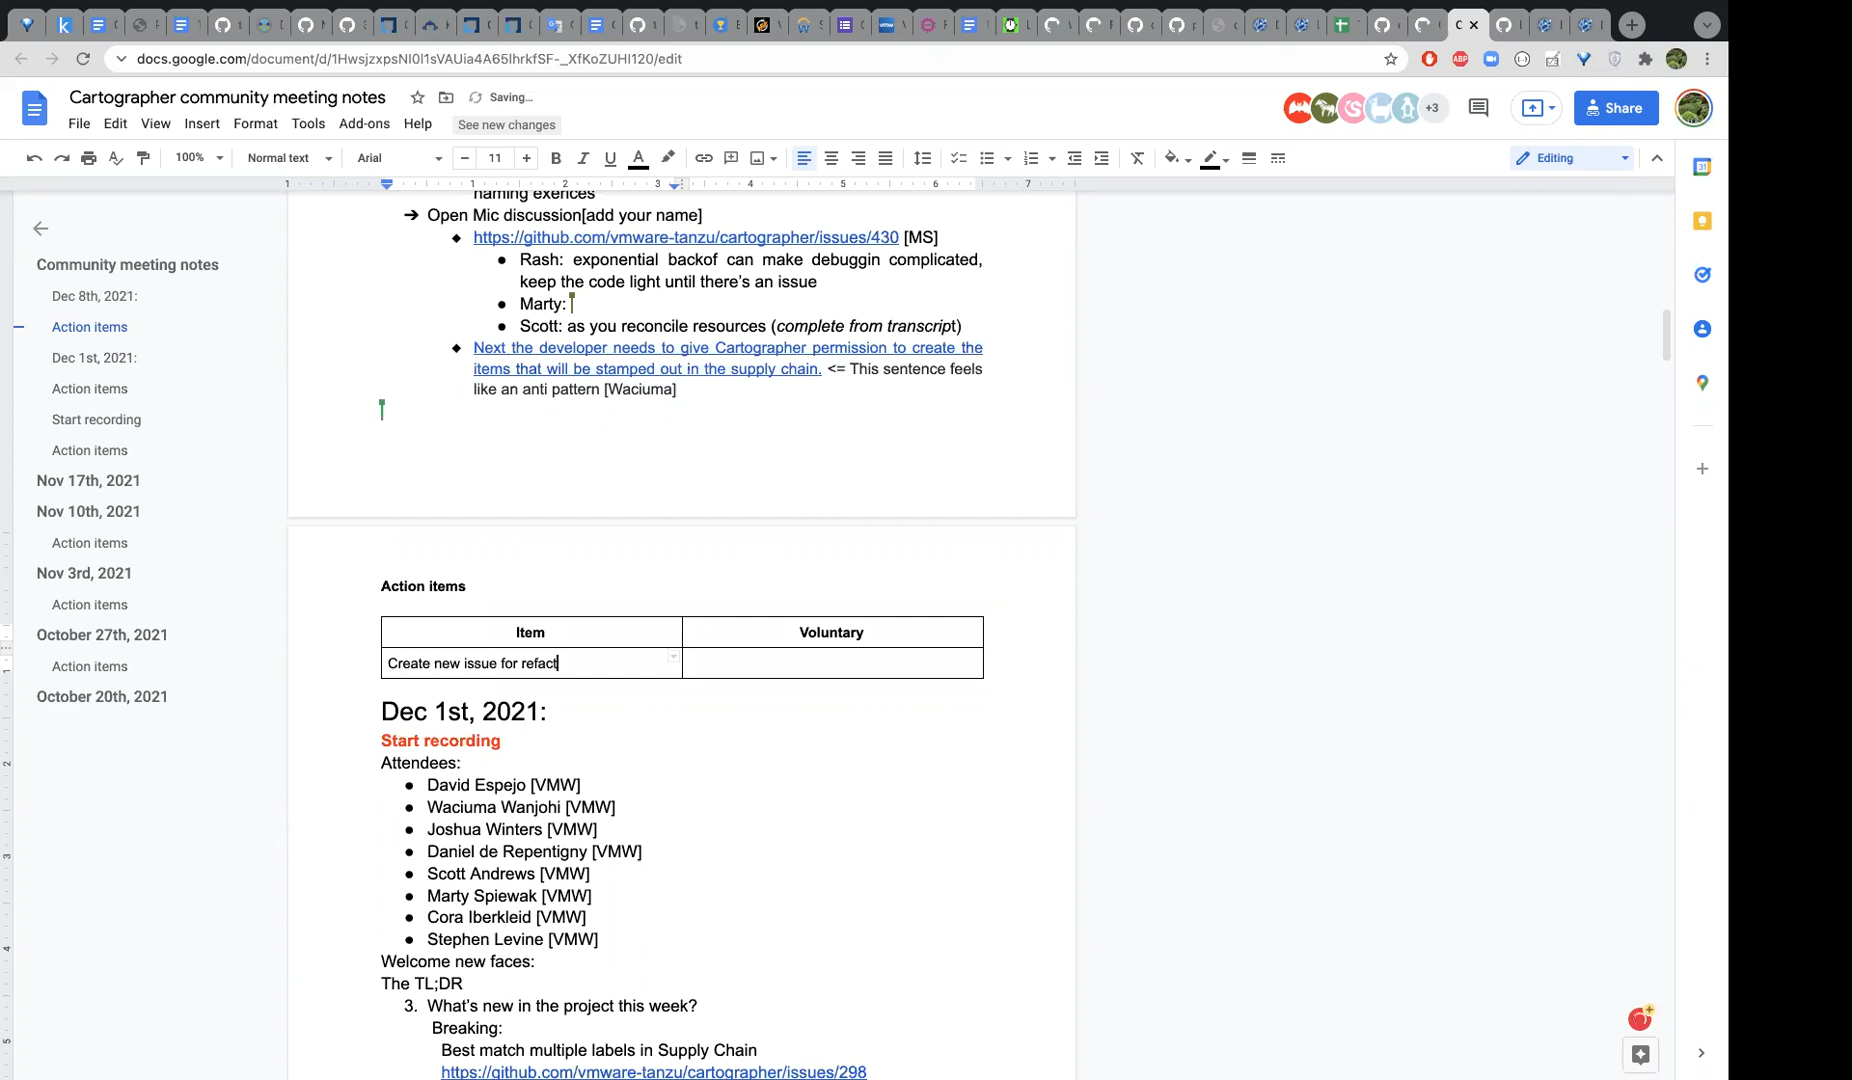 docs.google.com/document/d/1HwsjzxpsNI0l1sVAUia4A65lhrkfSF-_XfKoZUHI120/edit
Cartographer community meeting notes
Saving...
+3
Share
File Edit View Insert Format Tools Add-ons Help
See new changes
100% Normal text Arial 11
Editing
1 1 2 3 4 5 6 7
naming exerices
➔ Open Mic discussion[add your name]
◆ https://github.com/vmware-tanzu/cartographer/issues/430 [MS]
● Rash: exponential backof can make debuggin complicated,
keep the code light until there's an issue
● Marty:
● Scott: as you reconcile resources (complete from transcript)
◆ Next the developer needs to give Cartographer permission to create the
items that will be stamped out in the supply chain. <= This sentence feels
like an anti pattern [Waciuma]
Community meeting notes
Dec 8th, 2021:
Action items
Dec 1st, 2021:
Action items
Start recording
Action items
Nov 17th, 2021
Nov 10th, 2021
Action items
Nov 3rd, 2021
Action items
October 27th, 2021
Action items
October 20th, 2021
Action items
Item Voluntary
Create new issue for refact
Dec 1st, 2021:
Start recording
Attendees:
● David Espejo [VMW]
● Waciuma Wanjohi [VMW]
● Joshua Winters [VMW]
● Daniel de Repentigny [VMW]
● Scott Andrews [VMW]
● Marty Spiewak [VMW]
● Cora Iberkleid [VMW]
● Stephen Levine [VMW]
Welcome new faces:
The TL;DR
3. What's new in the project this week?
Breaking:
Best match multiple labels in Supply Chain
https://github.com/vmware-tanzu/cartographer/issues/298